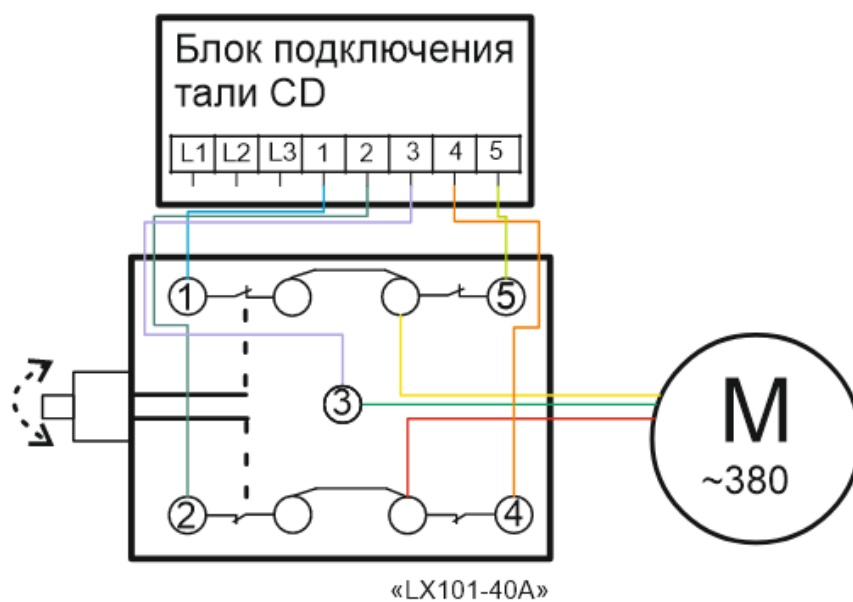 Блок подключения
тали CD
L1 L2 L3 1 2 3 4 5
1 5
3
2 4
M
~380
«LX101-40A»